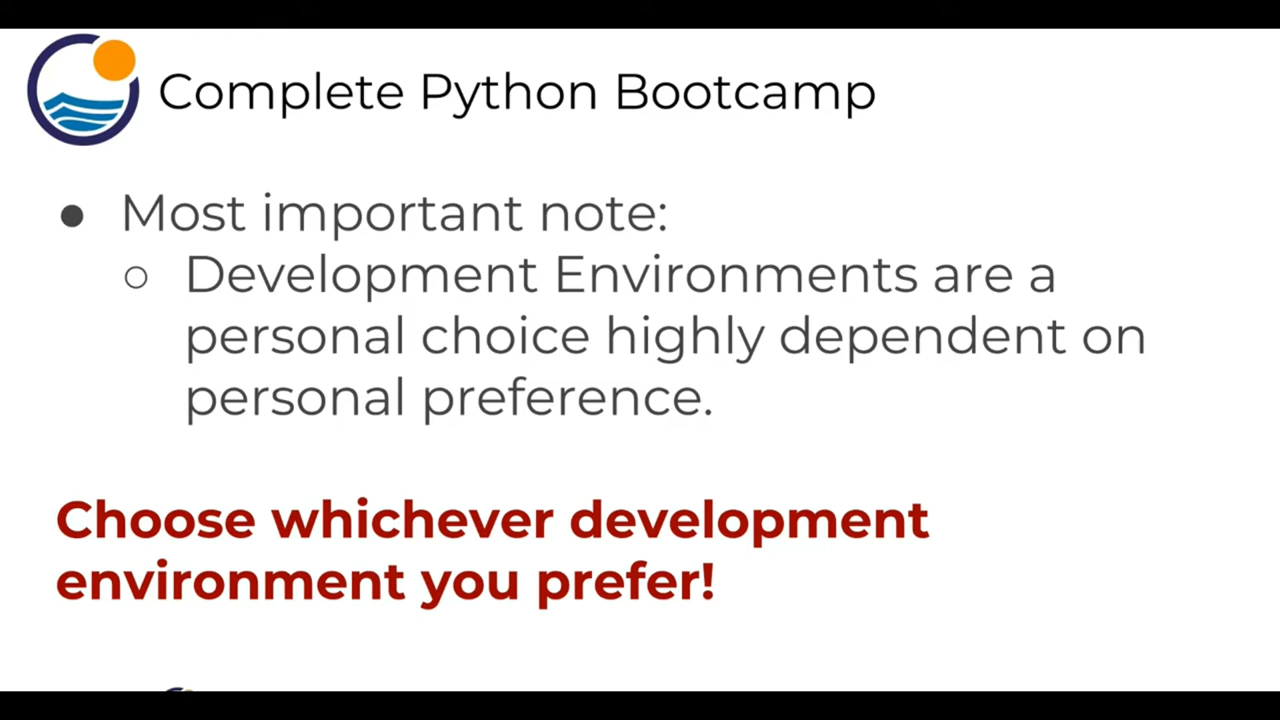 Complete Python Bootcamp
● Most important note:
○ Development Environments are a
personal choice highly dependent on
personal preference.
Choose whichever development
environment you prefer!